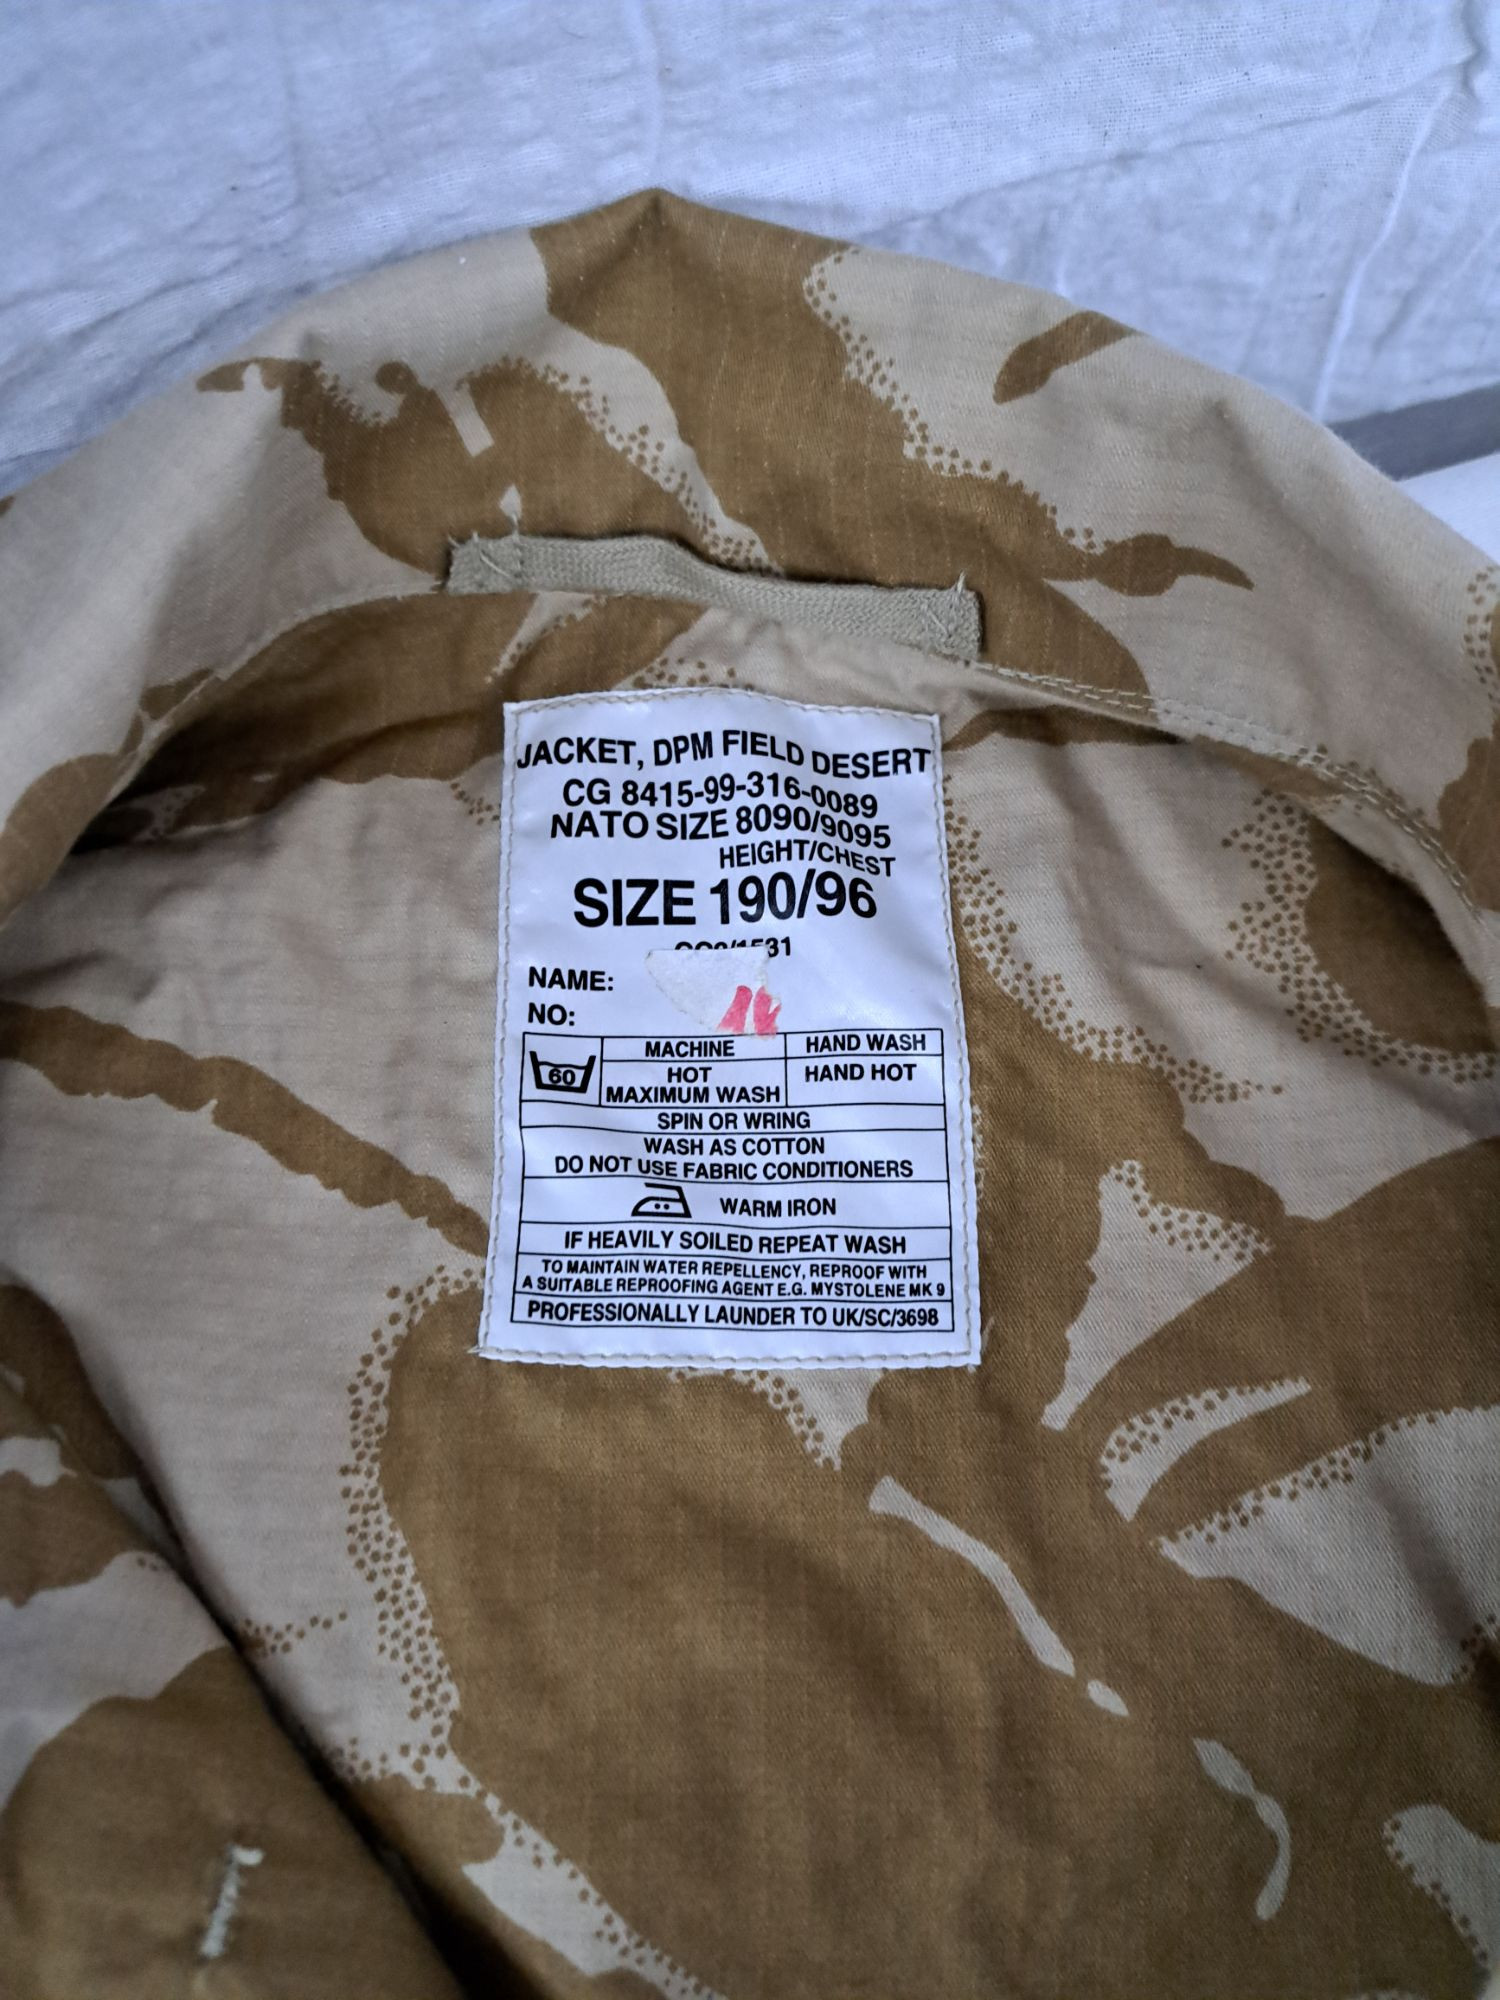 JACKET, DPM FIELD DESERT
CG 8415-99-316-0089
NATO SIZE 8090/9095
HEIGHT/CHEST
SIZE 190/96
NAME:
NO:
60
MACHINE
HAND WASH
HOT
MAXIMUM WASH
HAND HOT
SPIN OR WRING
WASH AS COTTON
DO NOT USE FABRIC CONDITIONERS
WARM IRON
IF HEAVILY SOILED REPEAT WASH
TO MAINTAIN WATER REPELLENCY, REPROOF WITH
A SUITABLE REPROOFING AGENT E.G. MYSTOLENE MK 9
PROFESSIONALLY LAUNDER TO UK/SC/3698